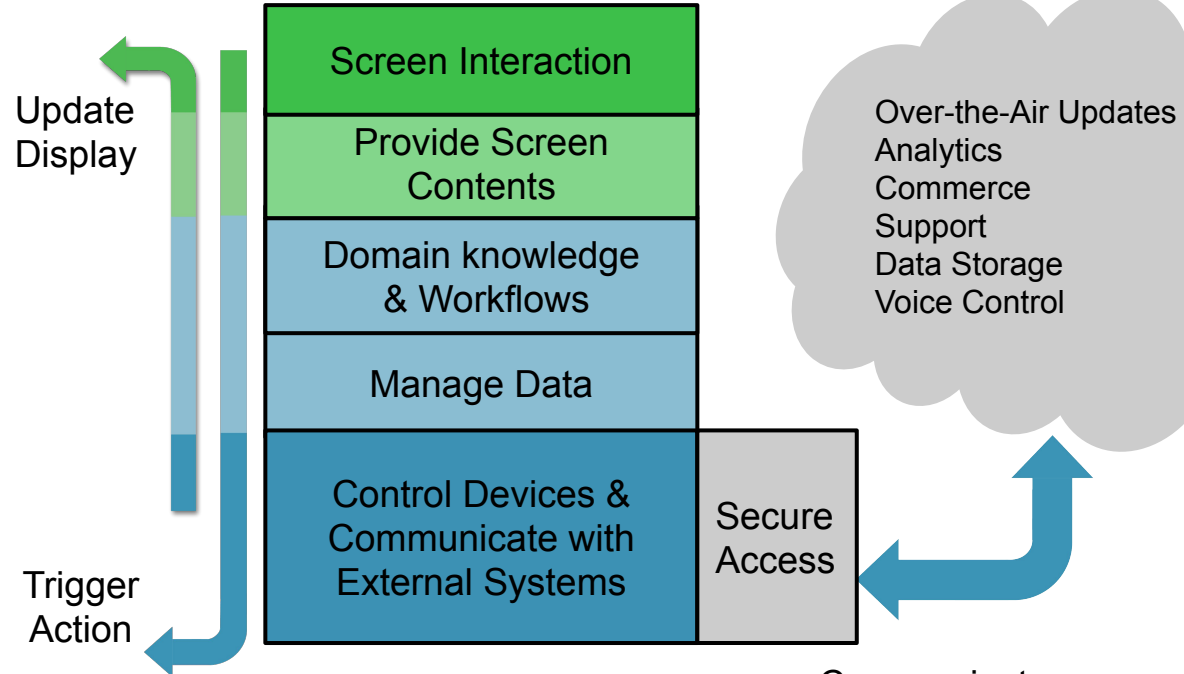 Update
Display
Screen Interaction
Provide Screen
Contents
Domain knowledge
& Workflows
Manage Data
Control Devices &
Communicate with
External Systems
Secure
Access
Trigger
Action
Over-the-Air Updates
Analytics
Commerce
Support
Data Storage
Voice Control